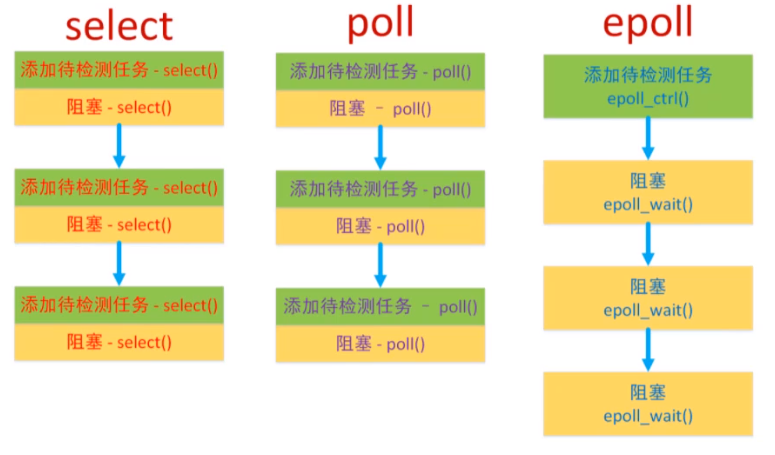 select
添加待检测任务 - select()
阻塞 - select()
添加待检测任务 - select()
阻塞 - select()
添加待检测任务 - select()
阻塞 - select()
poll
添加待检测任务 - poll()
阻塞 － poll()
添加待检测任务 - poll()
阻塞 - poll()
添加待检测任务 － poll()
阻塞 - poll()
epoll
添加待检测任务
epoll_ctrl()
阻塞
epoll_wait()
阻塞
epoll_wait()
阻塞
epoll_wait()